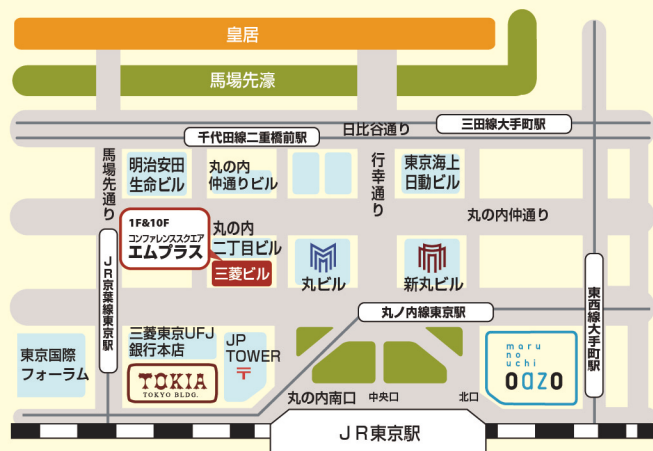 皇居
馬場先濠
日比谷通り
三田線大手町駅
千代田線二重橋前駅
馬場先通り
明治安田
生命ビル
丸の内
仲通りビル
行幸通り
東京海上
日動ビル
丸の内仲通り
1F&10F
コンファレンススクエア
エムプラス
丸の内
二丁目ビル
三菱ビル
丸ビル
新丸ビル
JR京葉線東京駅
丸ノ内線東京駅
東西線大手町駅
東京国際
フォーラム
三菱東京UFJ
銀行本店
TOKIA
TOKYO BLDG.
JP
TOWER
〒
maru
no
uchi
oazo
丸の内南口
中央口
北口
JR東京駅